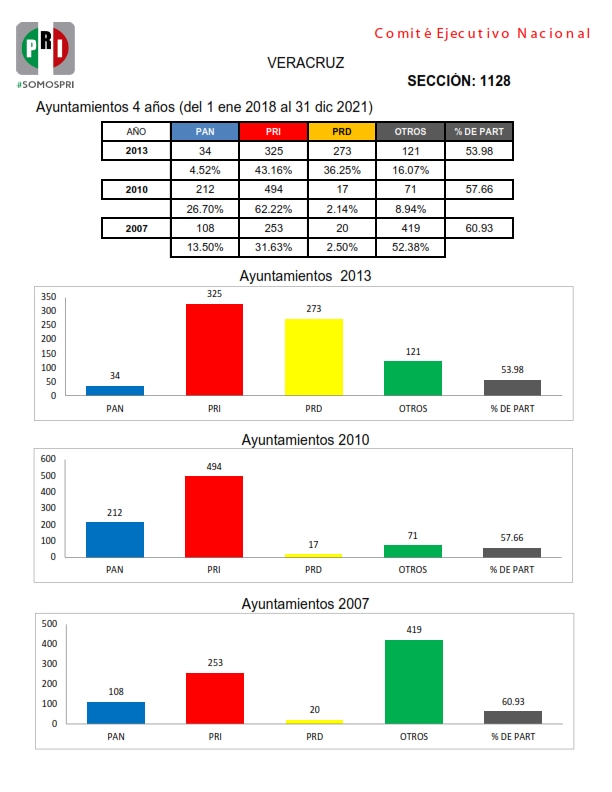 Comité Ejecutivo Nacional
PRI
#SOMOSPRI
VERACRUZ
SECCIÓN: 1128
Ayuntamientos 4 años (del 1 ene 2018 al 31 dic 2021)
AÑO PAN PRI PRD OTROS % DE PART
2013 34 325 273 121 53.98
4.52% 43.16% 36.25% 16.07%
2010 212 494 17 71 57.66
26.70% 62.22% 2.14% 8.94%
2007 108 253 20 419 60.93
13.50% 31.63% 2.50% 52.38%
Ayuntamientos 2013
350
300
250
200
150
100
50
0
34 325 273 121 53.98
PAN PRI PRD OTROS % DE PART
Ayuntamientos 2010
600
500
400
300
200
100
0
212 494 17 71 57.66
PAN PRI PRD OTROS % DE PART
Ayuntamientos 2007
500
400
300
200
100
0
108 253 20 419 60.93
PAN PRI PRD OTROS % DE PART